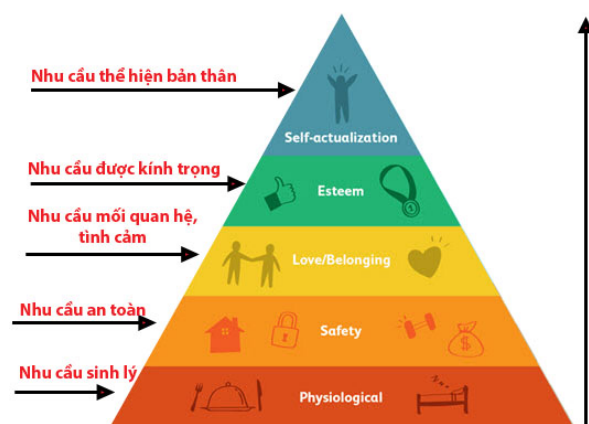 Nhu cầu thể hiện bản thân
Self-actualization
Nhu cầu được kính trọng
Esteem
Nhu cầu mối quan hệ,
tình cảm
Love/Belonging
Nhu cầu an toàn
Safety
$
Nhu cầu sinh lý
Physiological